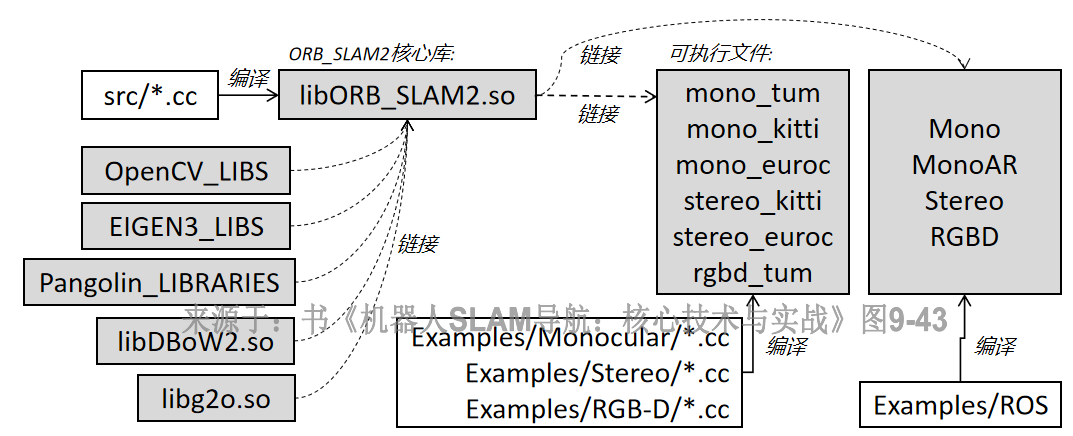 ORB_SLAM2核心库:
链接
可执行文件:
src/*.cc
编译
libORB_SLAM2.so
链接
mono_tum
mono_kitti
mono_euroc
stereo_kitti
stereo_euroc
rgbd_tum
Mono
MonoAR
Stereo
RGBD
OpenCV_LIBS
EIGEN3_LIBS
链接
Pangolin_LIBRARIES
来源于：书《机器人SLAM导航：核心技术与实战》图9-43
libDBoW2.so
libg2o.so
Examples/Monocular/*.cc
Examples/Stereo/*.cc
Examples/RGB-D/*.cc
编译
编译
Examples/ROS